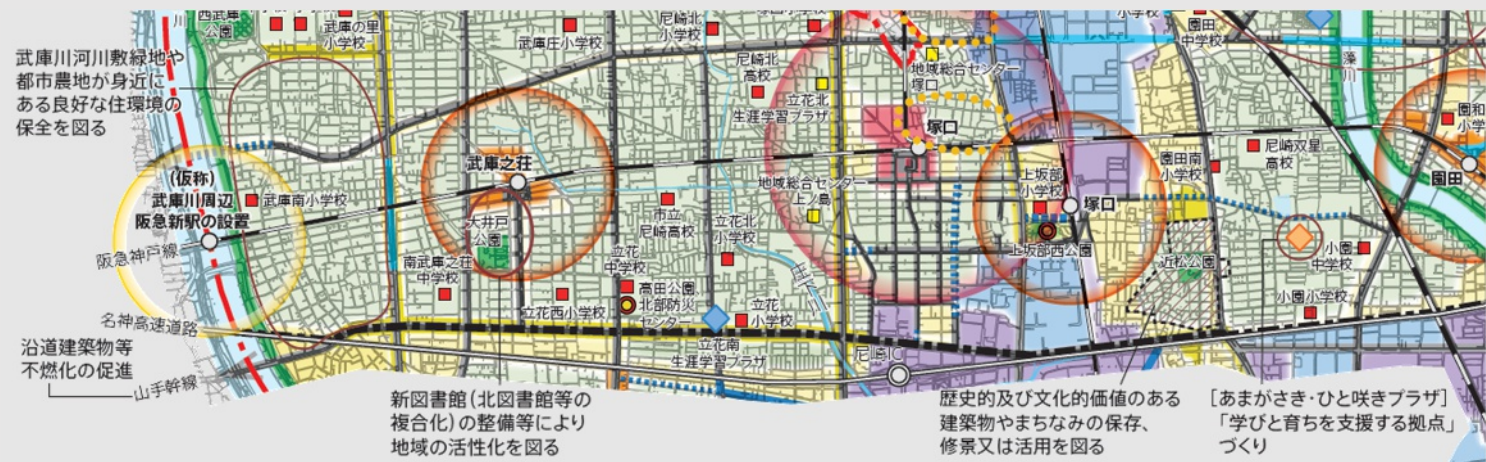 川
西武庫
公園
武庫の里
小学校
武庫庄小学校
尼崎北
小学校
小学校
園田
中学校
藻川
武庫川河川敷緑地や
都市農地が身近に
ある良好な住環境の
保全を図る
尼崎北
高校
立花北
生涯学習プラザ
地域総合センター
塚口
塚口
園和
小学
尼崎双星
高校
園田南
小学校
園田
(仮称)
武庫川周辺
阪急新駅の設置
武庫南小学校
武庫之荘
大井戸
公園
市立
尼崎高校
地域総合センター
上ノ島
立花北
小学校
上坂部
小学校
塚口
上坂部西公園
近松公園
小園
中学校
小園小学校
阪急神戸線
南武庫之荘
中学校
立花
中学校
高田公園
北部防災
センター
立花西小学校
立花
小学校
立花南
生涯学習プラザ
庄下川
尼崎IC
名神高速道路
山手幹線
沿道建築物等
不燃化の促進
新図書館(北図書館等の
複合化)の整備等により
地域の活性化を図る
歴史的及び文化的価値のある
建築物やまちなみの保存、
修景又は活用を図る
[あまがさき・ひと咲きプラザ]
「学びと育ちを支援する拠点」
づくり